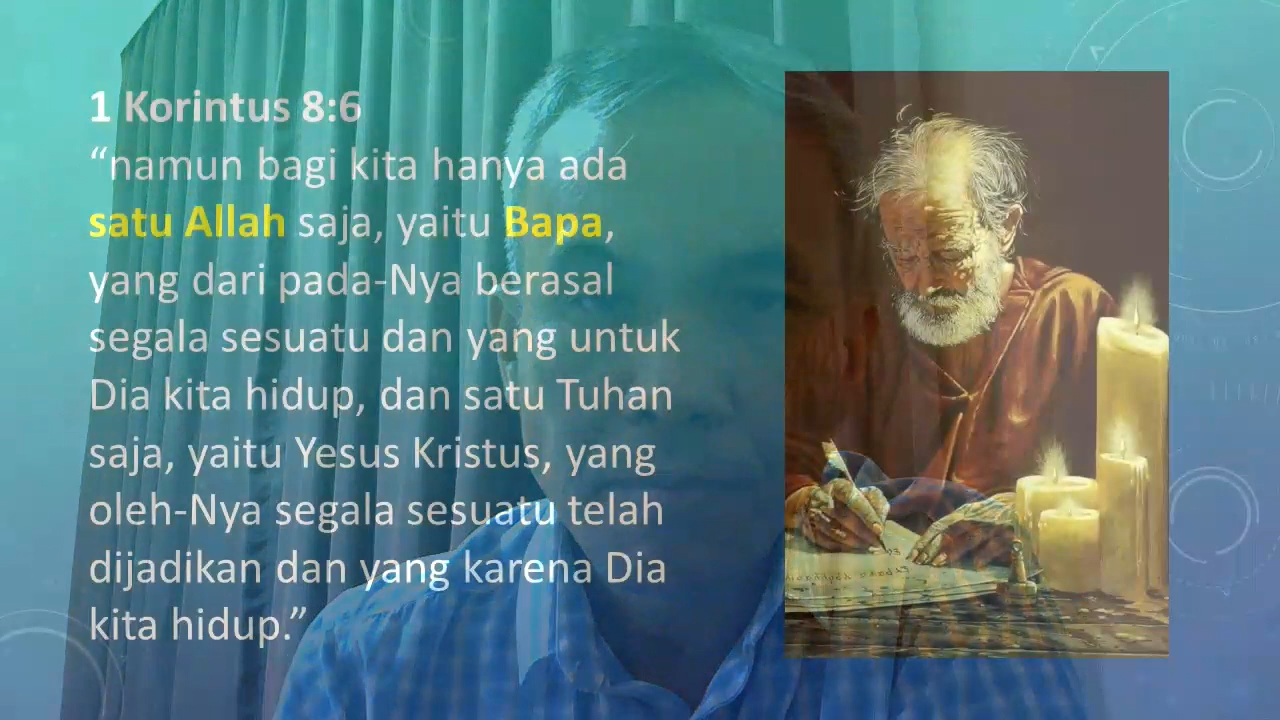 1 Korintus 8:6
“namun bagi kita hanya ada
satu Allah saja, yaitu Bapa,
yang dari pada-Nya berasal
segala sesuatu dan yang untuk
Dia kita hidup, dan satu Tuhan
saja, yaitu Yesus Kristus, yang
oleh-Nya segala sesuatu telah
dijadikan dan yang karena Dia
kita hidup.”